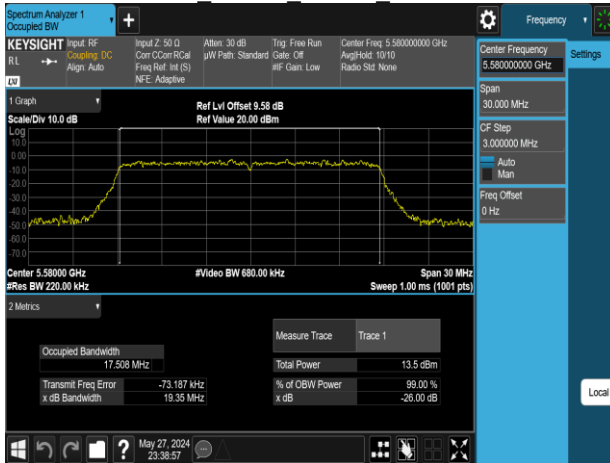 Spectrum Analyzer 1
Occupied BW
Frequency
KEYSIGHT
Input: RF
RL
Coupling: DC
Align: Auto
LXI
Input Z: 50 Ω
Corr CCorr RCal
Freq Ref: Int (S)
NFE: Adaptive
Atten: 30 dB
µW Path: Standard
Trig: Free Run
Gate: Off
#IF Gain: Low
Center Freq: 5.580000000 GHz
Avg|Hold: 10/10
Radio Std: None
Center Frequency
5.580000000 GHz
Settings
Span
30.000 MHz
CF Step
3.000000 MHz
Auto
Man
Freq Offset
0 Hz
Local
1 Graph
Scale/Div 10.0 dB
Ref Lvl Offset 9.58 dB
Ref Value 20.00 dBm
Log
10.0
0.00
-10.0
-20.0
-30.0
-40.0
-50.0
-60.0
-70.0
Center 5.58000 GHz
#Video BW 680.00 kHz
Span 30 MHz
#Res BW 220.00 kHz
Sweep 1.00 ms (1001 pts)
2 Metrics
Measure Trace
Trace 1
Occupied Bandwidth
17.508 MHz
Total Power
13.5 dBm
Transmit Freq Error
-73.187 kHz
% of OBW Power
99.00 %
x dB Bandwidth
19.35 MHz
x dB
-26.00 dB
?
May 27, 2024
23:38:57